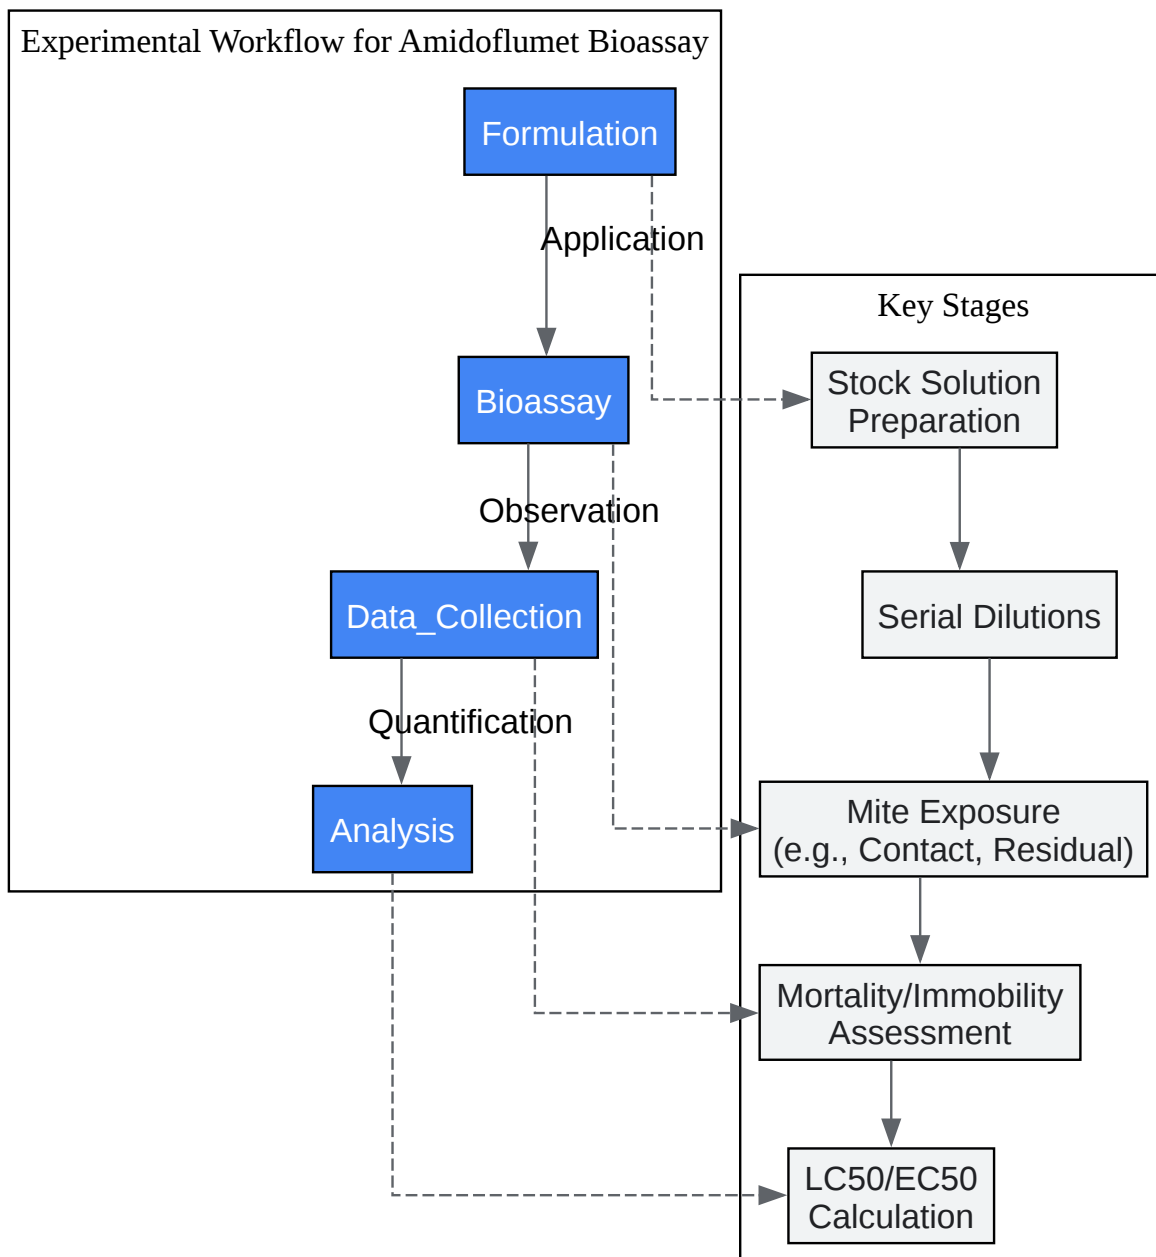 Experimental Workflow for Amidoflumet Bioassay
Formulation
Application
Bioassay
Observation
Data_Collection
Quantification
Analysis
Key Stages
Stock Solution
Preparation
Serial Dilutions
Mite Exposure
(e.g., Contact, Residual)
Mortality/Immobility
Assessment
LC50/EC50
Calculation